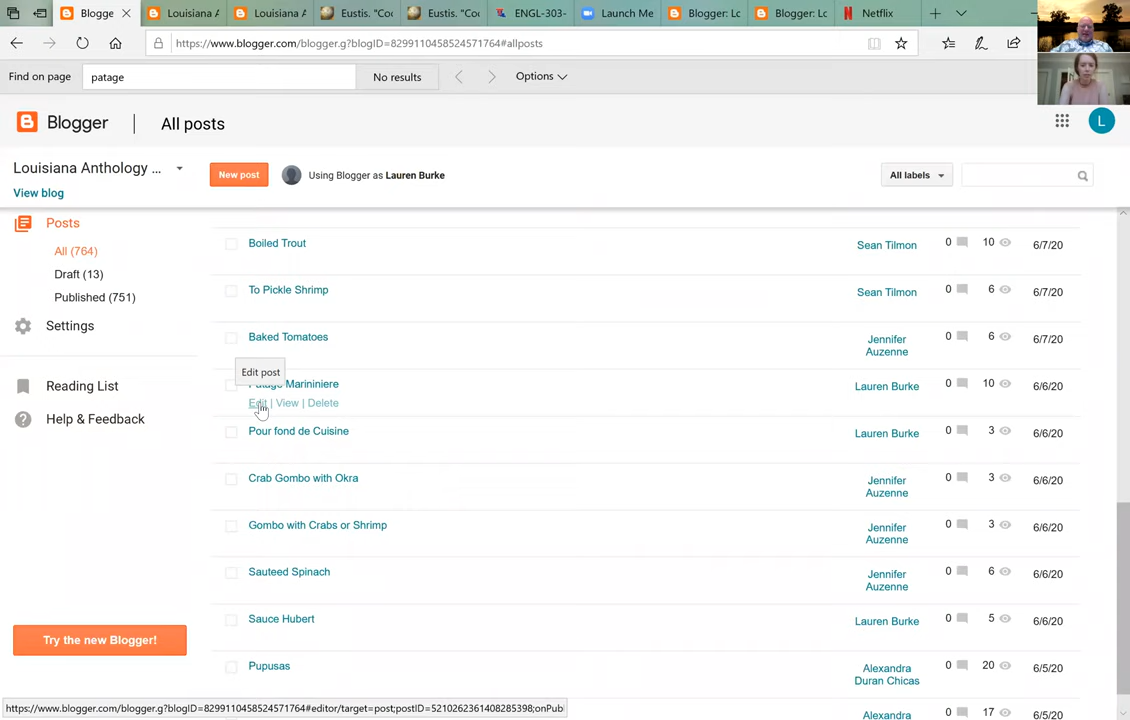 Blogge
Louisiana A
Louisiana A
Eustis. "Coo
Eustis. "Coo
ENGL-303-
Launch Me
Blogger: Lo
Blogger: Lo
Netflix
https://www.blogger.com/blogger.g?blogID=8299110458524571764#allposts
Find on page
patage
No results
Options
Blogger
All posts
L
Louisiana Anthology ...
New post
Using Blogger as Lauren Burke
All labels
View blog
Posts
All (764)
Draft (13)
Published (751)
Settings
Reading List
Help & Feedback
Try the new Blogger!
Boiled Trout Sean Tilmon 0 10 6/7/20
To Pickle Shrimp Sean Tilmon 0 6 6/7/20
Baked Tomatoes Jennifer Auzenne 0 6 6/7/20
Edit post
Patage Marininiere Lauren Burke 0 10 6/6/20
Edit | View | Delete
Pour fond de Cuisine Lauren Burke 0 3 6/6/20
Crab Gombo with Okra Jennifer Auzenne 0 3 6/6/20
Gombo with Crabs or Shrimp Jennifer Auzenne 0 3 6/6/20
Sauteed Spinach Jennifer Auzenne 0 6 6/6/20
Sauce Hubert Lauren Burke 0 5 6/6/20
Pupusas Alexandra Duran Chicas 0 20 6/5/20
Alexandra 0 17 6/5/20
https://www.blogger.com/blogger.g?blogID=8299110458524571764#editor/target=post;postID=5210262361408285398;onPubl